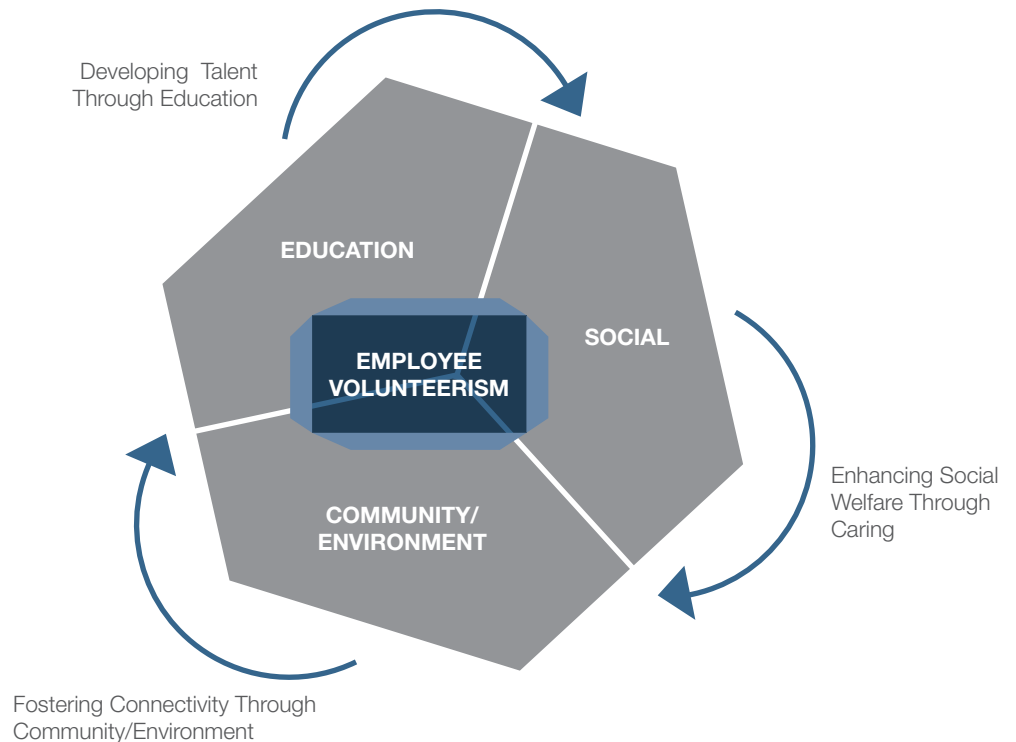 Developing Talent
Through Education
EDUCATION
SOCIAL
EMPLOYEE
VOLUNTEERISM
Enhancing Social
Welfare Through
Caring
COMMUNITY/
ENVIRONMENT
Fostering Connectivity Through
Community/Environment